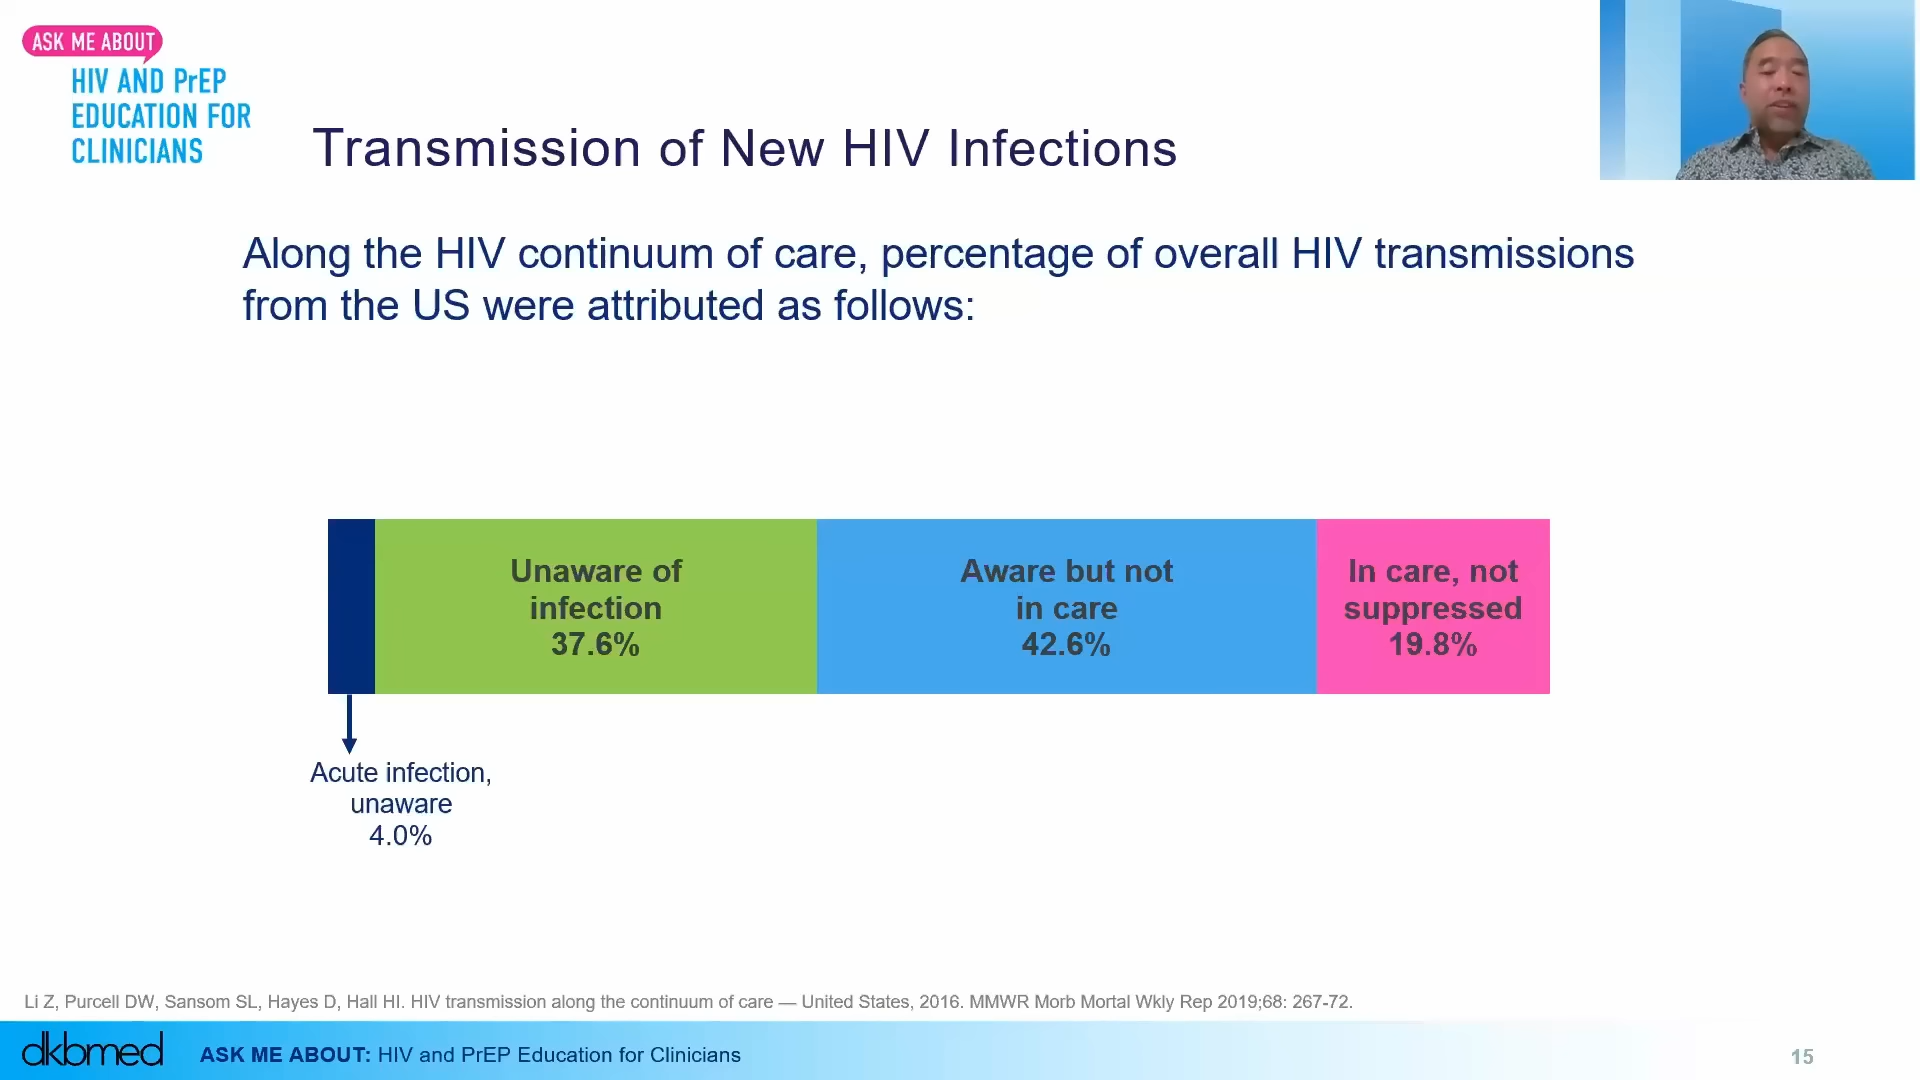 ASK ME ABOUT
HIV AND PrEP
EDUCATION FOR
CLINICIANS
Transmission of New HIV Infections
Along the HIV continuum of care, percentage of overall HIV transmissions
from the US were attributed as follows:
Unaware of
infection
37.6%
Aware but not
in care
42.6%
In care, not
suppressed
19.8%
Acute infection,
unaware
4.0%
Li Z, Purcell DW, Sansom SL, Hayes D, Hall HI. HIV transmission along the continuum of care — United States, 2016. MMWR Morb Mortal Wkly Rep 2019;68: 267-72.
dkbmed
ASK ME ABOUT: HIV and PrEP Education for Clinicians
15